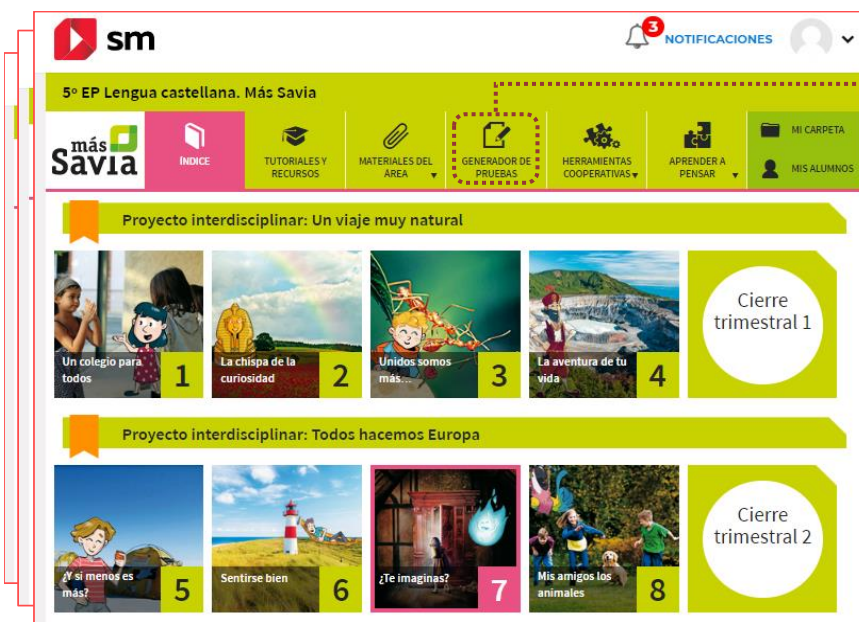 sm
3
NOTIFICACIONES
5º EP Lengua castellana. Más Savia
más
Savia
ÍNDICE
TUTORIALES Y
RECURSOS
MATERIALES DEL
ÁREA
GENERADOR DE
PRUEBAS
HERRAMIENTAS
COOPERATIVAS
APRENDER A
PENSAR
MI CARPETA
MIS ALUMNOS
Proyecto interdisciplinar: Un viaje muy natural
Un colegio para
todos
1
La chispa de la
curiosidad
2
Unidos somos
más...
3
La aventura de tu
vida
4
Cierre
trimestral 1
Proyecto interdisciplinar: Todos hacemos Europa
¿Y si menos es
más?
5
Sentirse bien
6
¿Te imaginas?
7
Mis amigos los
animales
8
Cierre
trimestral 2